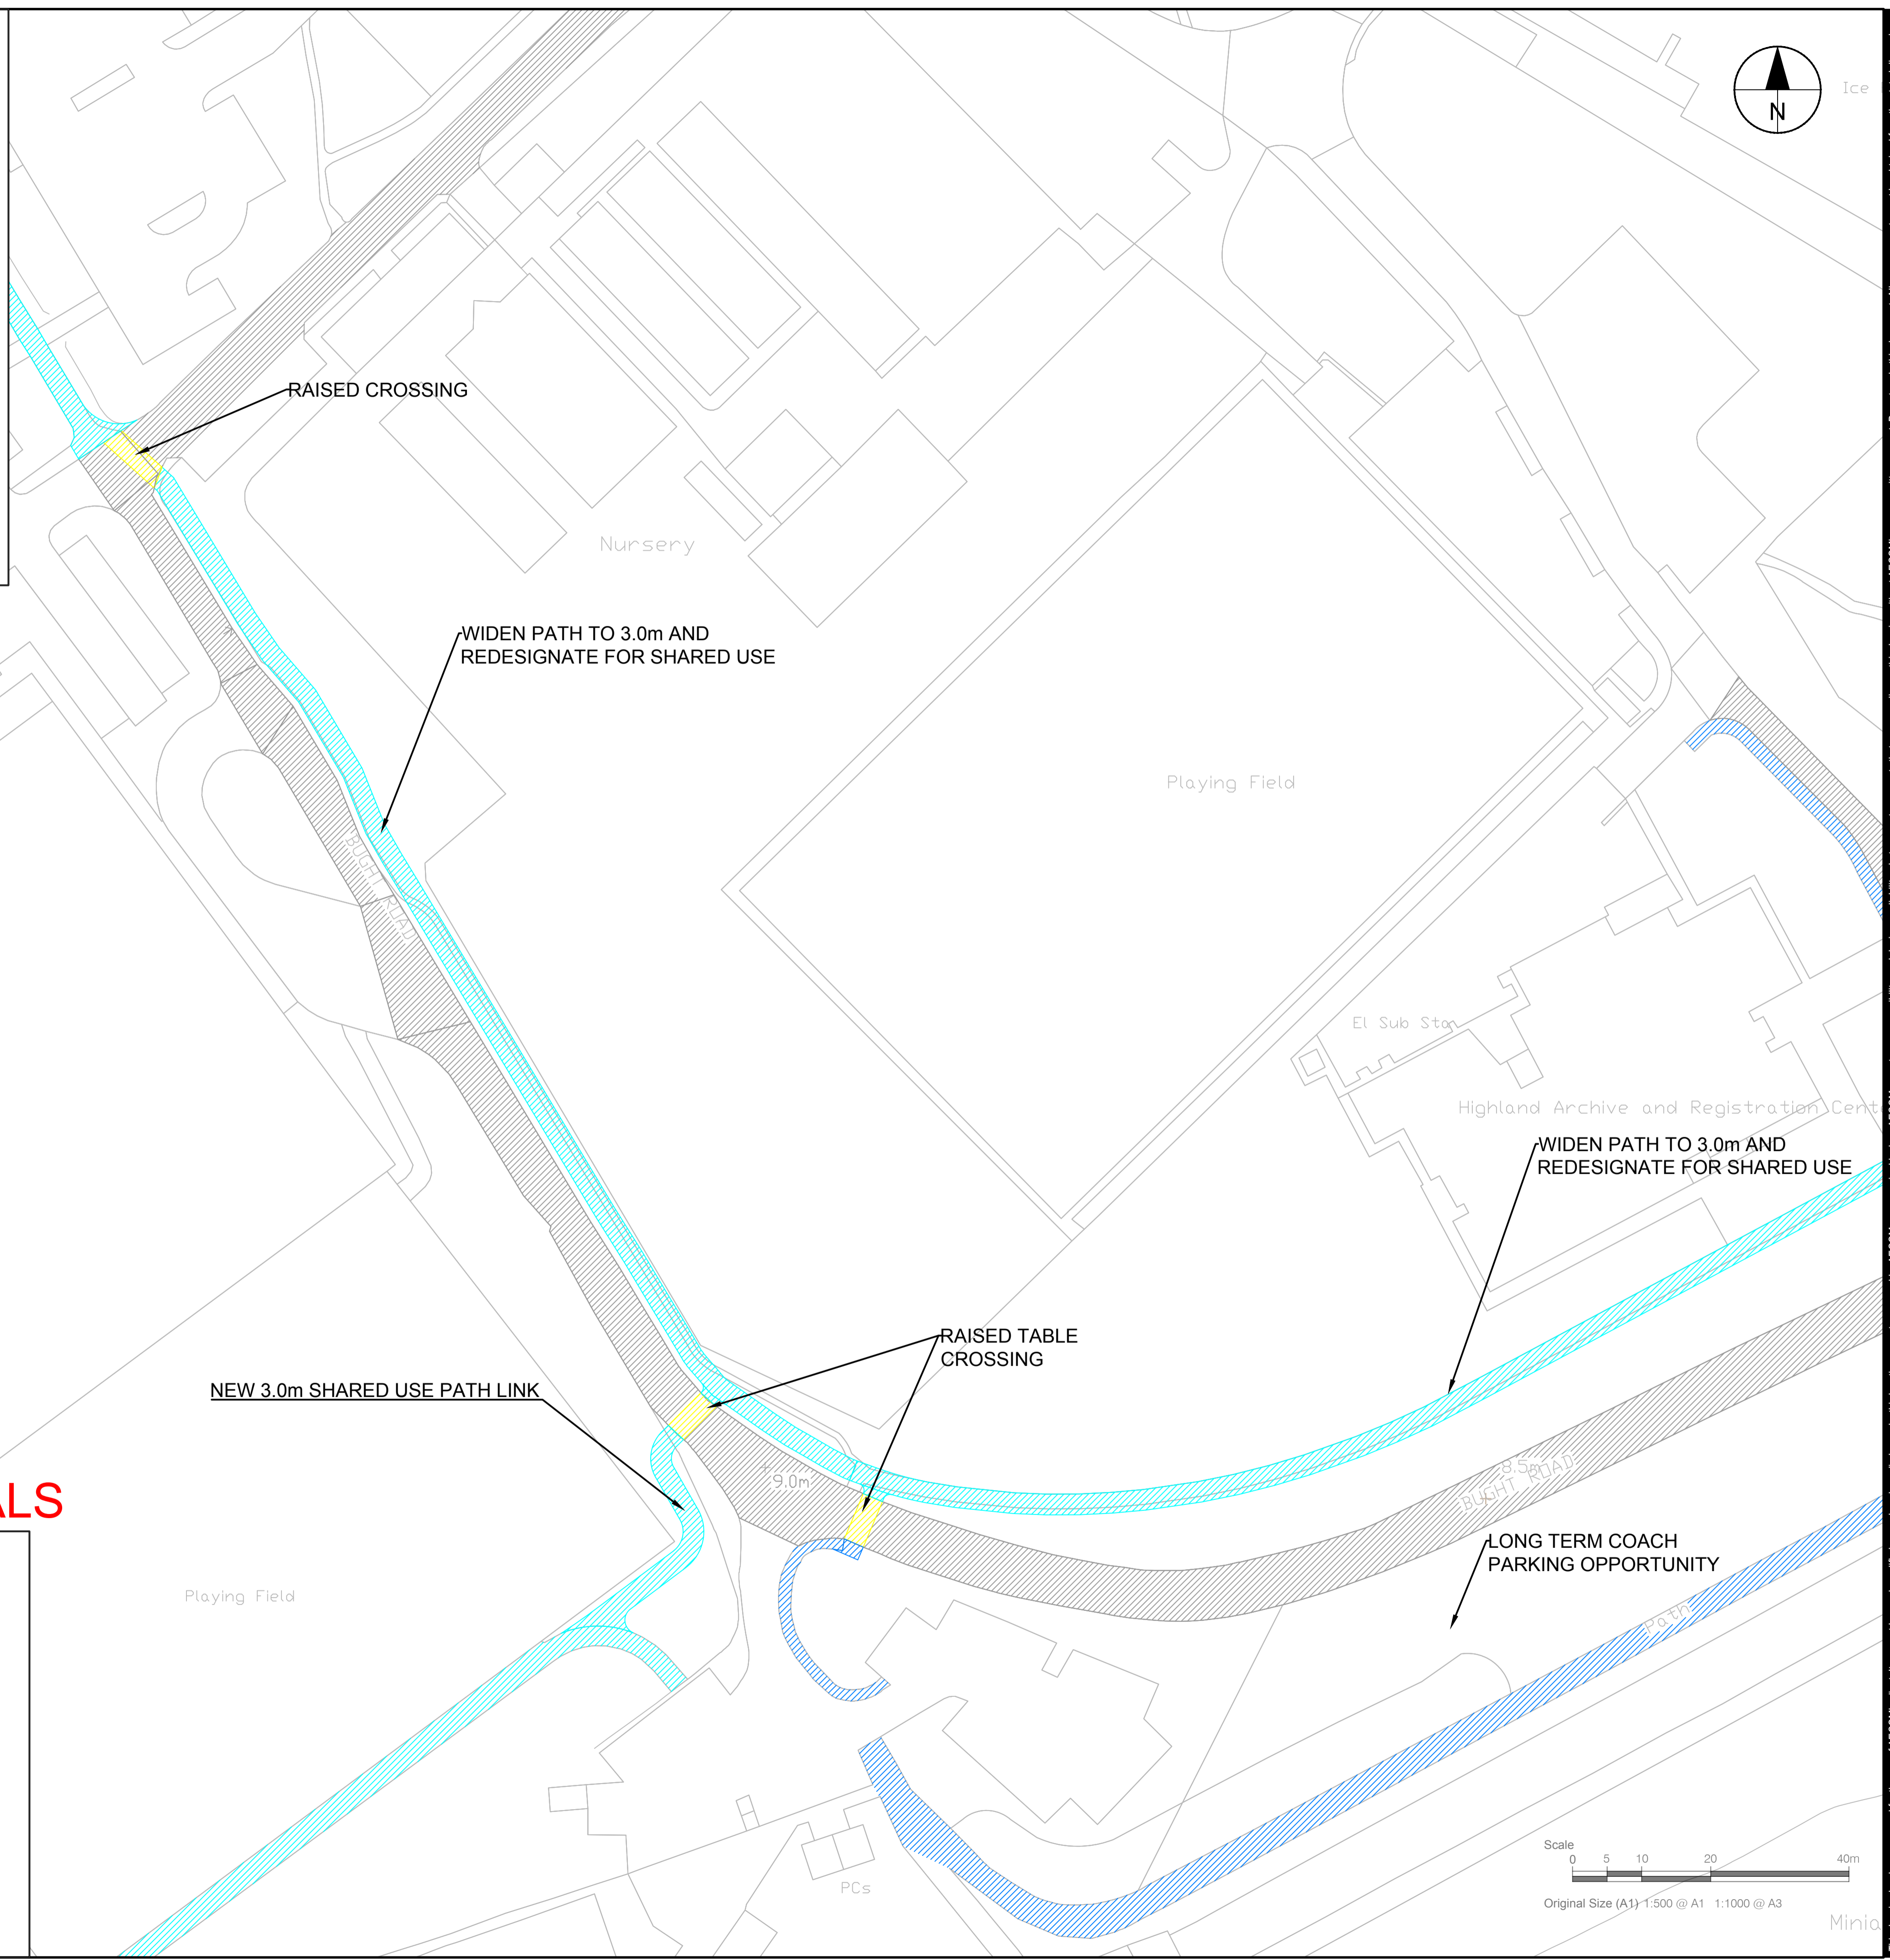 N
Ice
RAISED CROSSING
Nursery
WIDEN PATH TO 3.0m AND
REDESIGNATE FOR SHARED USE
Playing Field
BUGHT ROAD
El Sub Sta
Highland Archive and Registration Cent
WIDEN PATH TO 3.0m AND
REDESIGNATE FOR SHARED USE
RAISED TABLE
CROSSING
NEW 3.0m SHARED USE PATH LINK
9.0m
8.5m
BUGHT ROAD
ALS
LONG TERM COACH
PARKING OPPORTUNITY
Playing Field
Path
Scale
0 5 10 20 40m
Original Size (A1) 1:500 @ A1 1:1000 @ A3
PCs
Minia